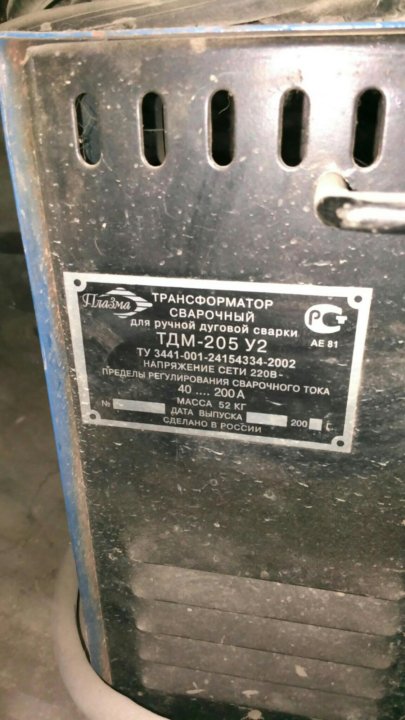 Плазма
ТРАНСФОРМАТОР
СВАРОЧНЫЙ
для ручной дуговой сварки
ТДМ-205 У2
АЕ 81
ТУ 3441-001-24154334-2002
НАПРЯЖЕНИЕ СЕТИ 220В~
ПРЕДЕЛЫ РЕГУЛИРОВАНИЯ СВАРОЧНОГО ТОКА
40 .... 200 А
МАССА 52 КГ
№ ДАТА ВЫПУСКА 200 г.
СДЕЛАНО В РОССИИ